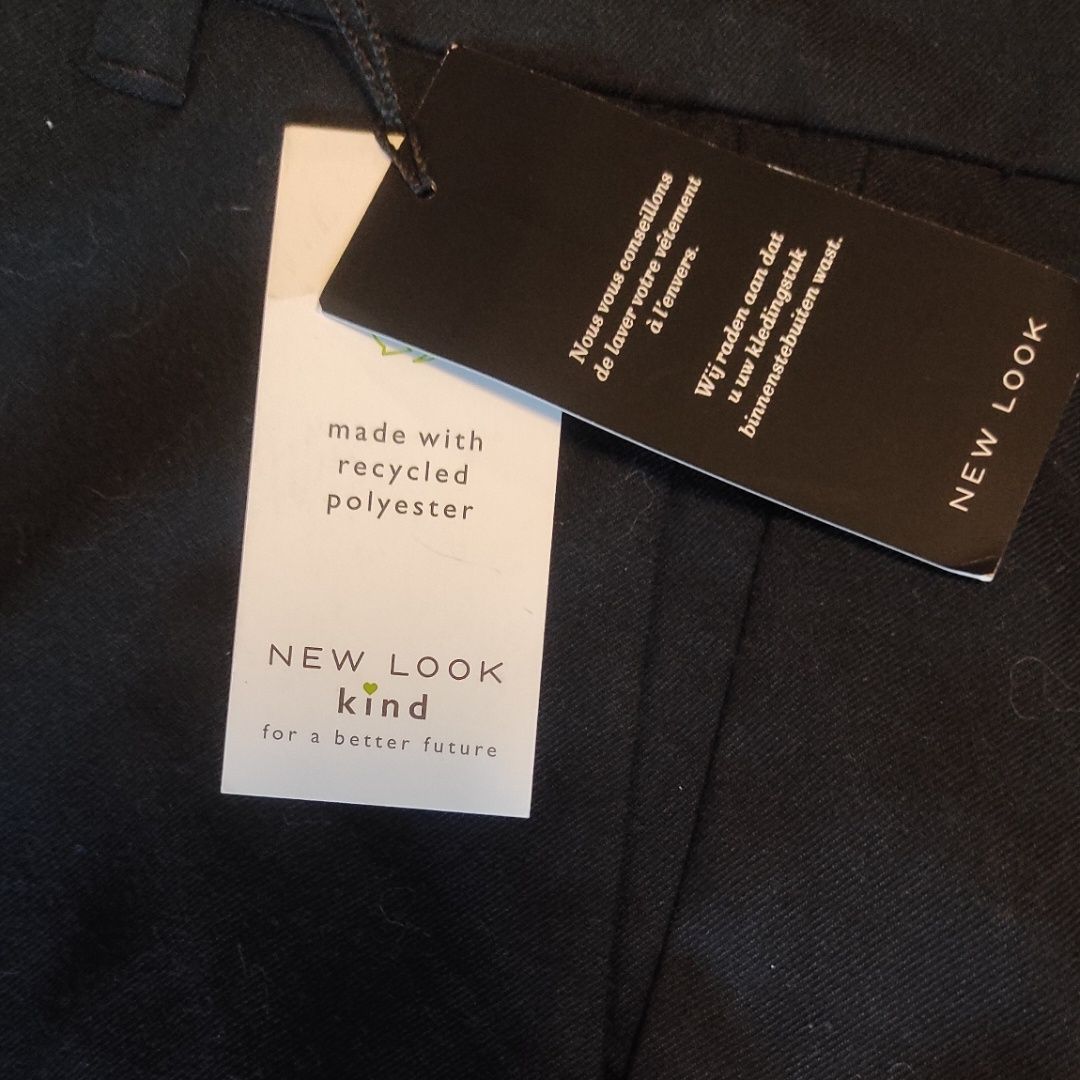 Nous vous conseillons
de laver votre vêtement
à l'envers.
Wij raden aan dat
u uw kledingstuk
binnenstebuiten wast.
NEW LOOK
made with
recycled
polyester
NEW LOOK
kind
for a better future